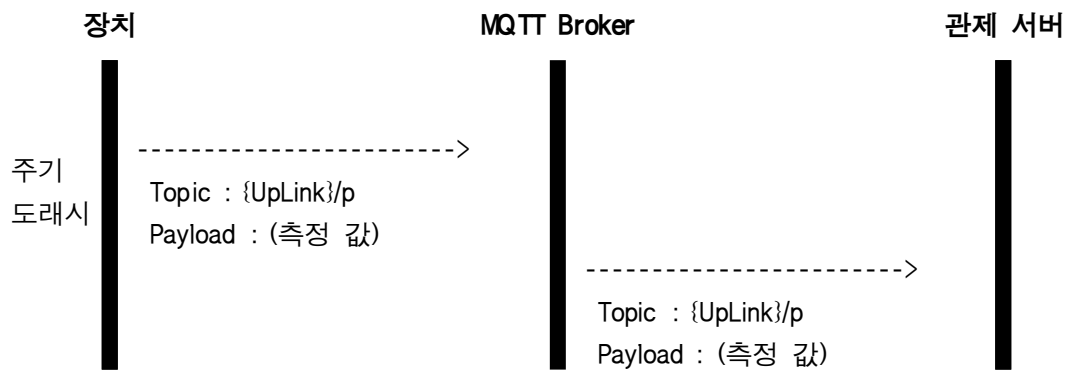 장치 MQTT Broker 관제 서버
------------------------>
주기
Topic : {UpLink}/p
도래시
Payload : (측정 값)
------------------------>
Topic : {UpLink}/p
Payload : (측정 값)